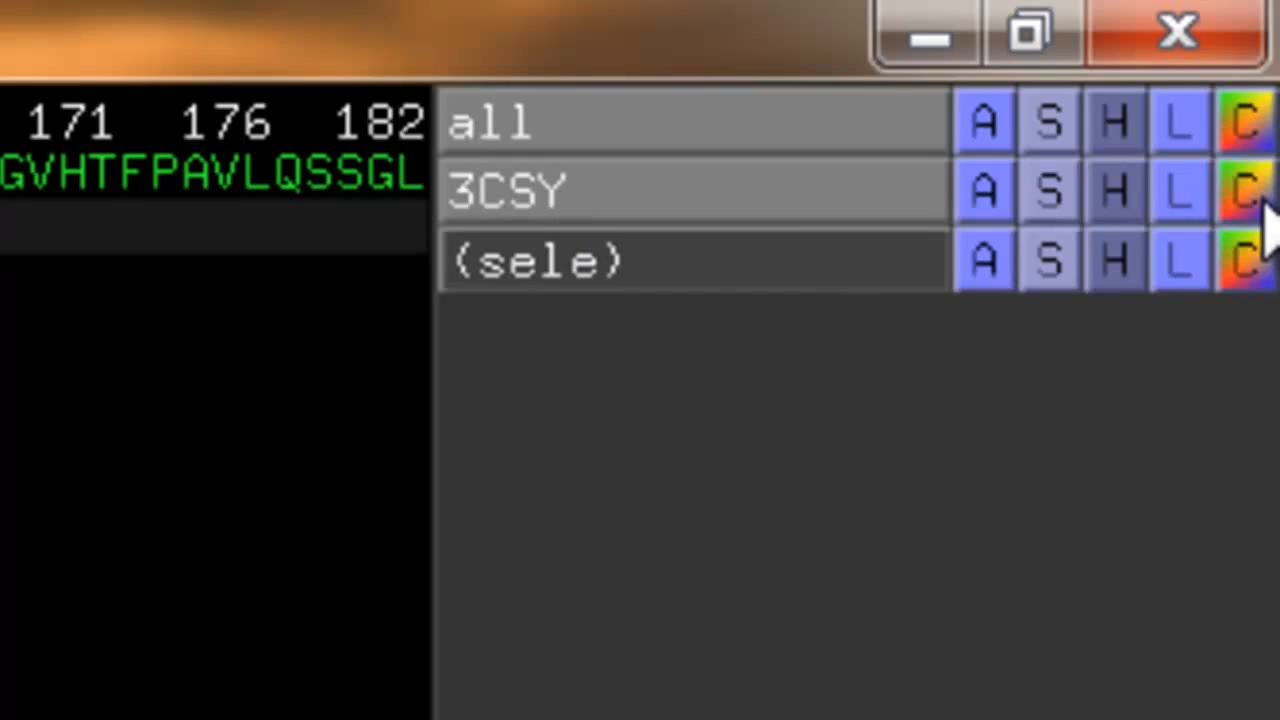 171 176 182
GVHTFPAVLQSSGL
all A S H L C
3CSY A S H L C
(sele) A S H L C